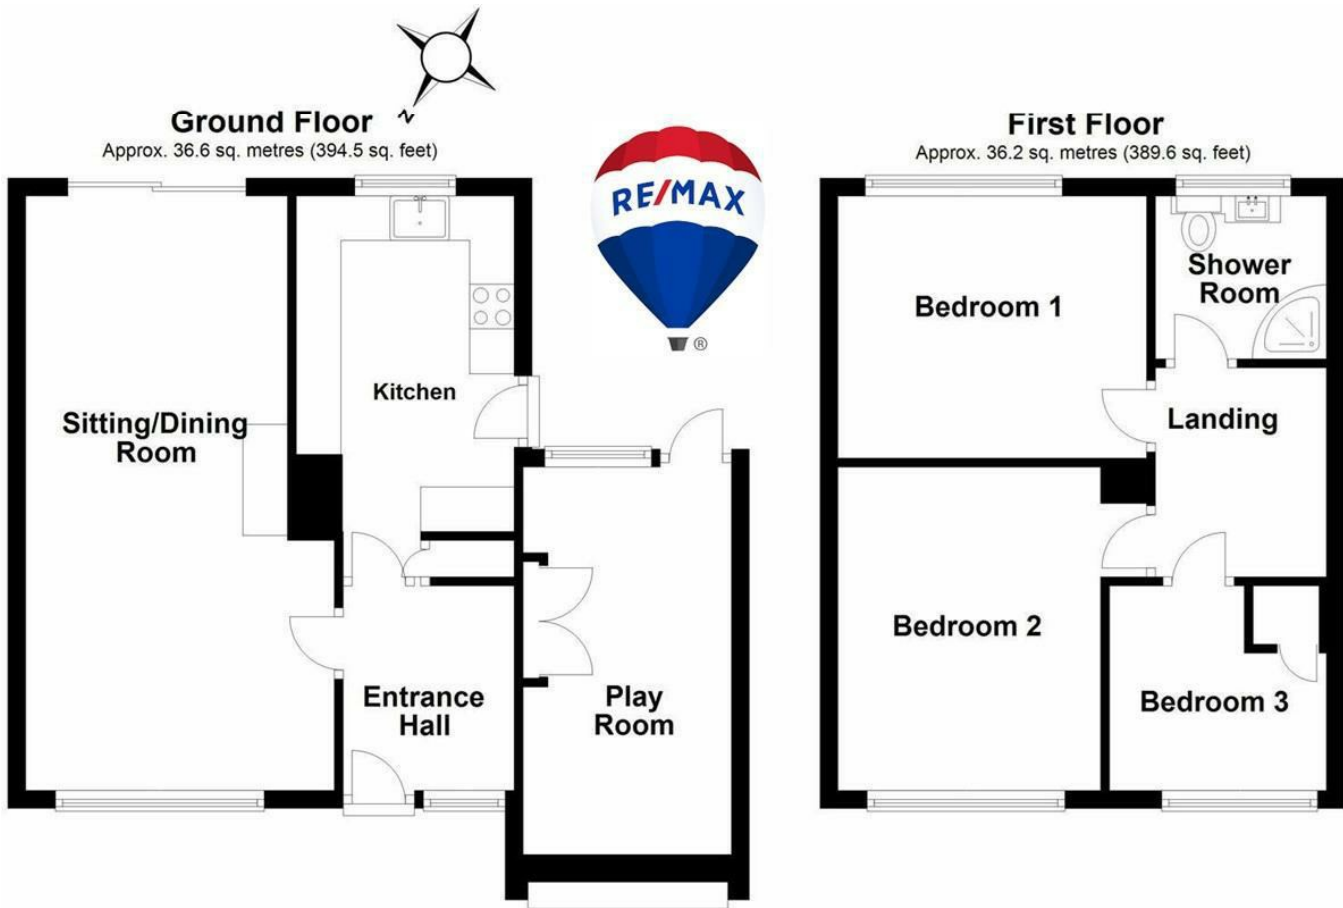 N
Ground Floor
Approx. 36.6 sq. metres (394.5 sq. feet)
RE/MAX
®
Kitchen
Sitting/Dining
Room
Entrance
Hall
Play
Room
First Floor
Approx. 36.2 sq. metres (389.6 sq. feet)
Shower
Room
Bedroom 1
Landing
Bedroom 2
Bedroom 3